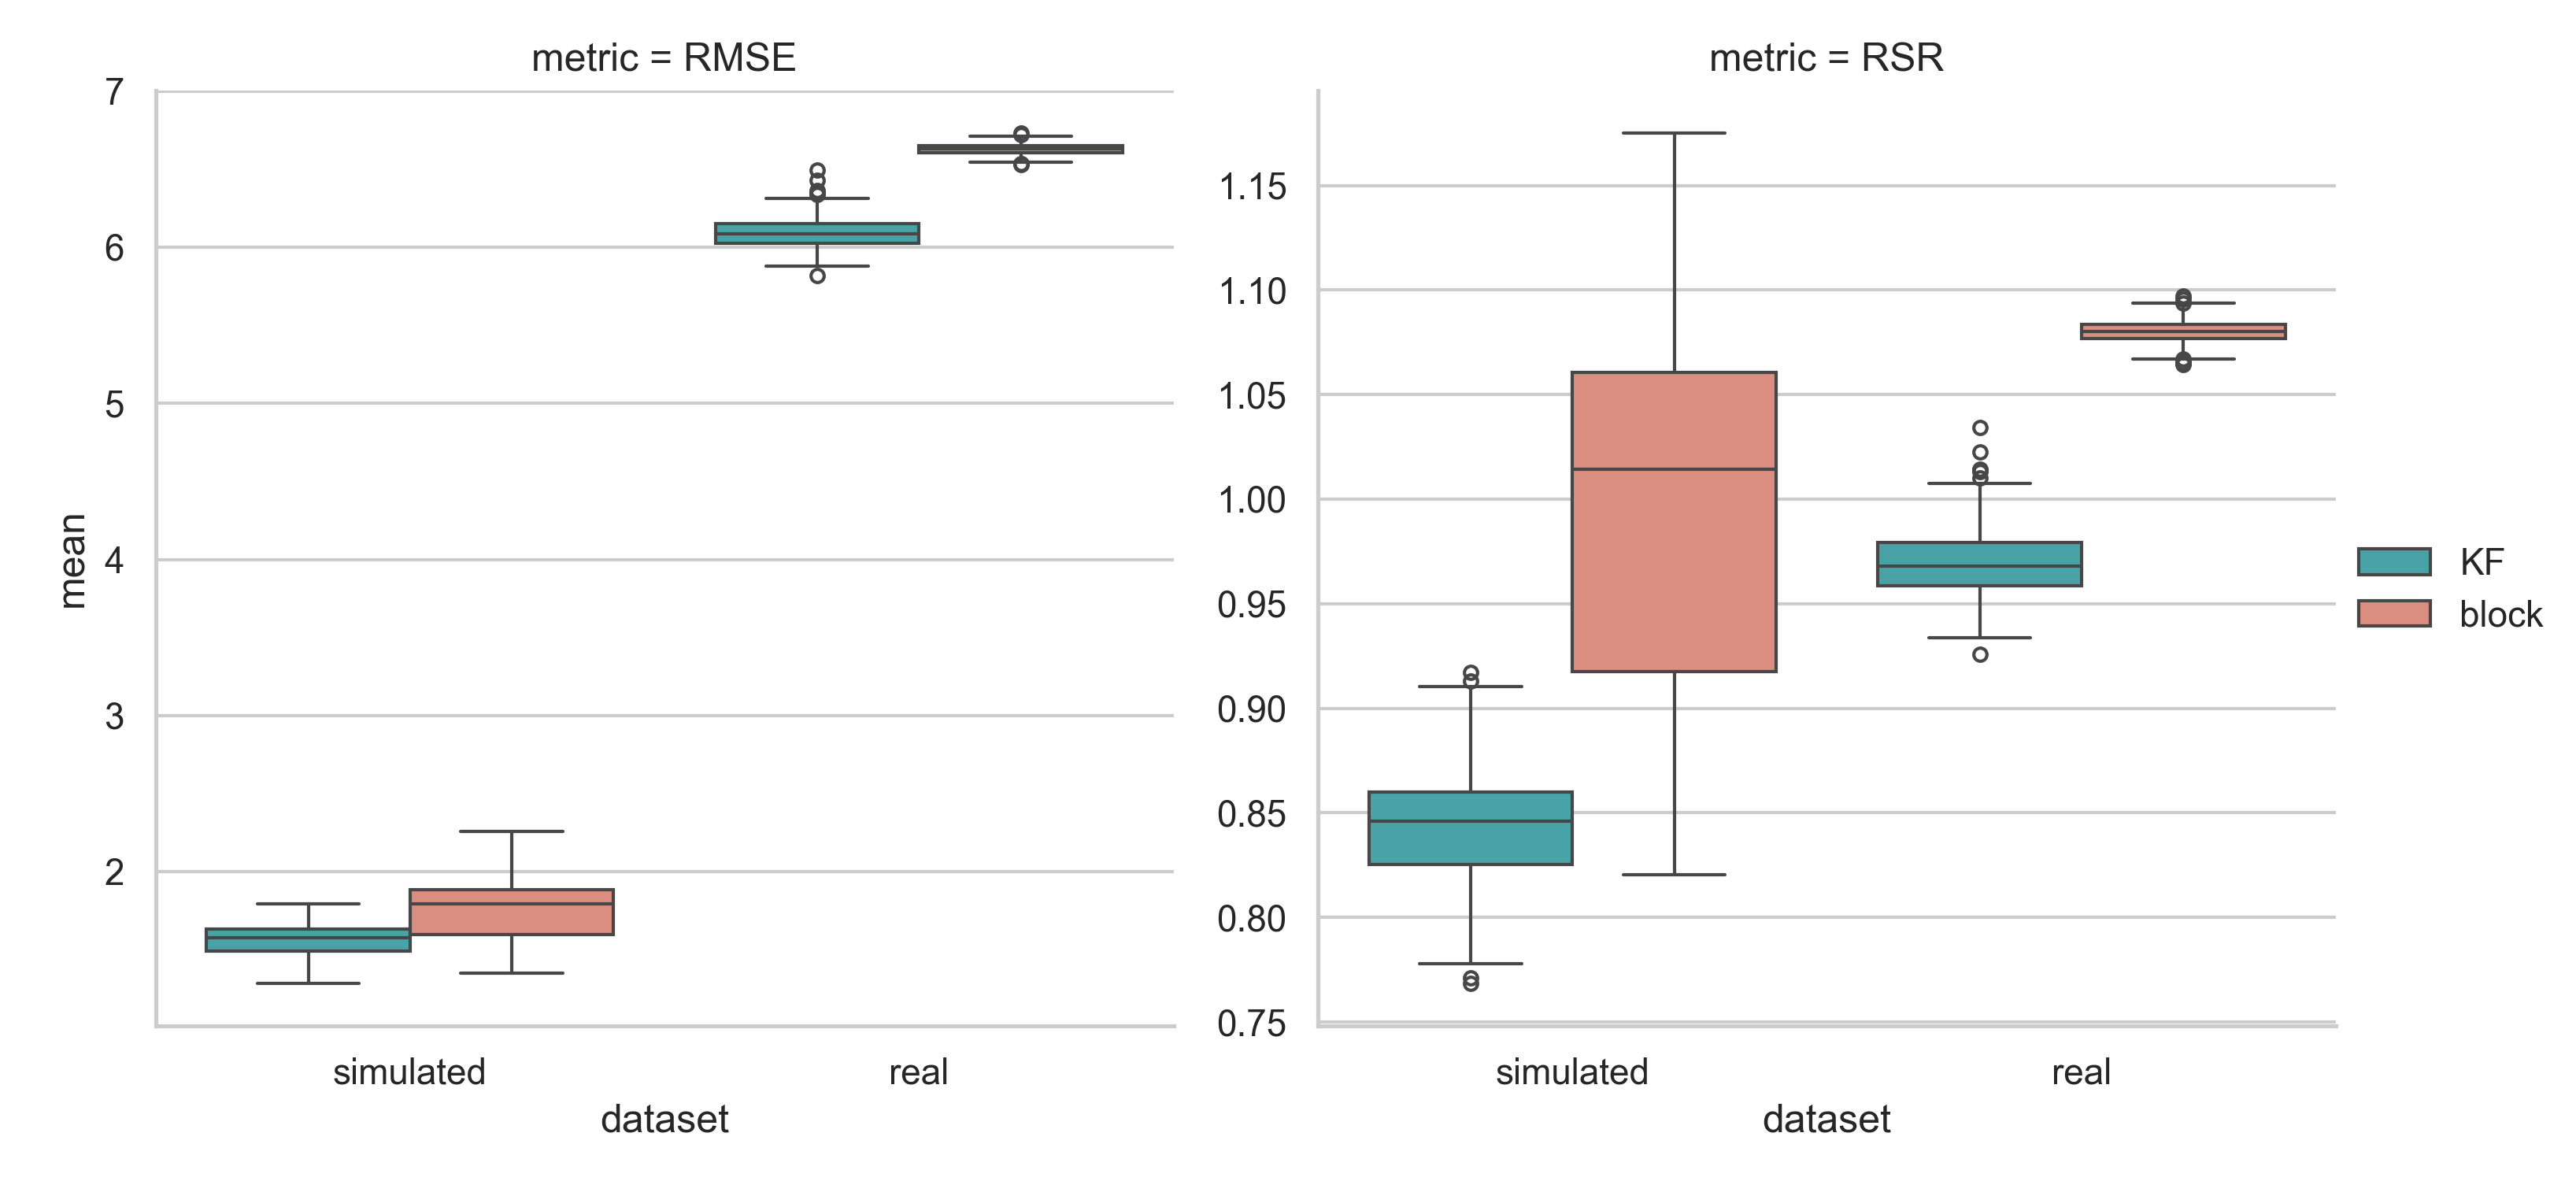 metric = RMSE
metric = RSR
7
6
5
4
3
2
mean
1.15
1.10
1.05
1.00
0.95
0.90
0.85
0.80
0.75
KF
block
simulated
real
simulated
real
dataset
dataset